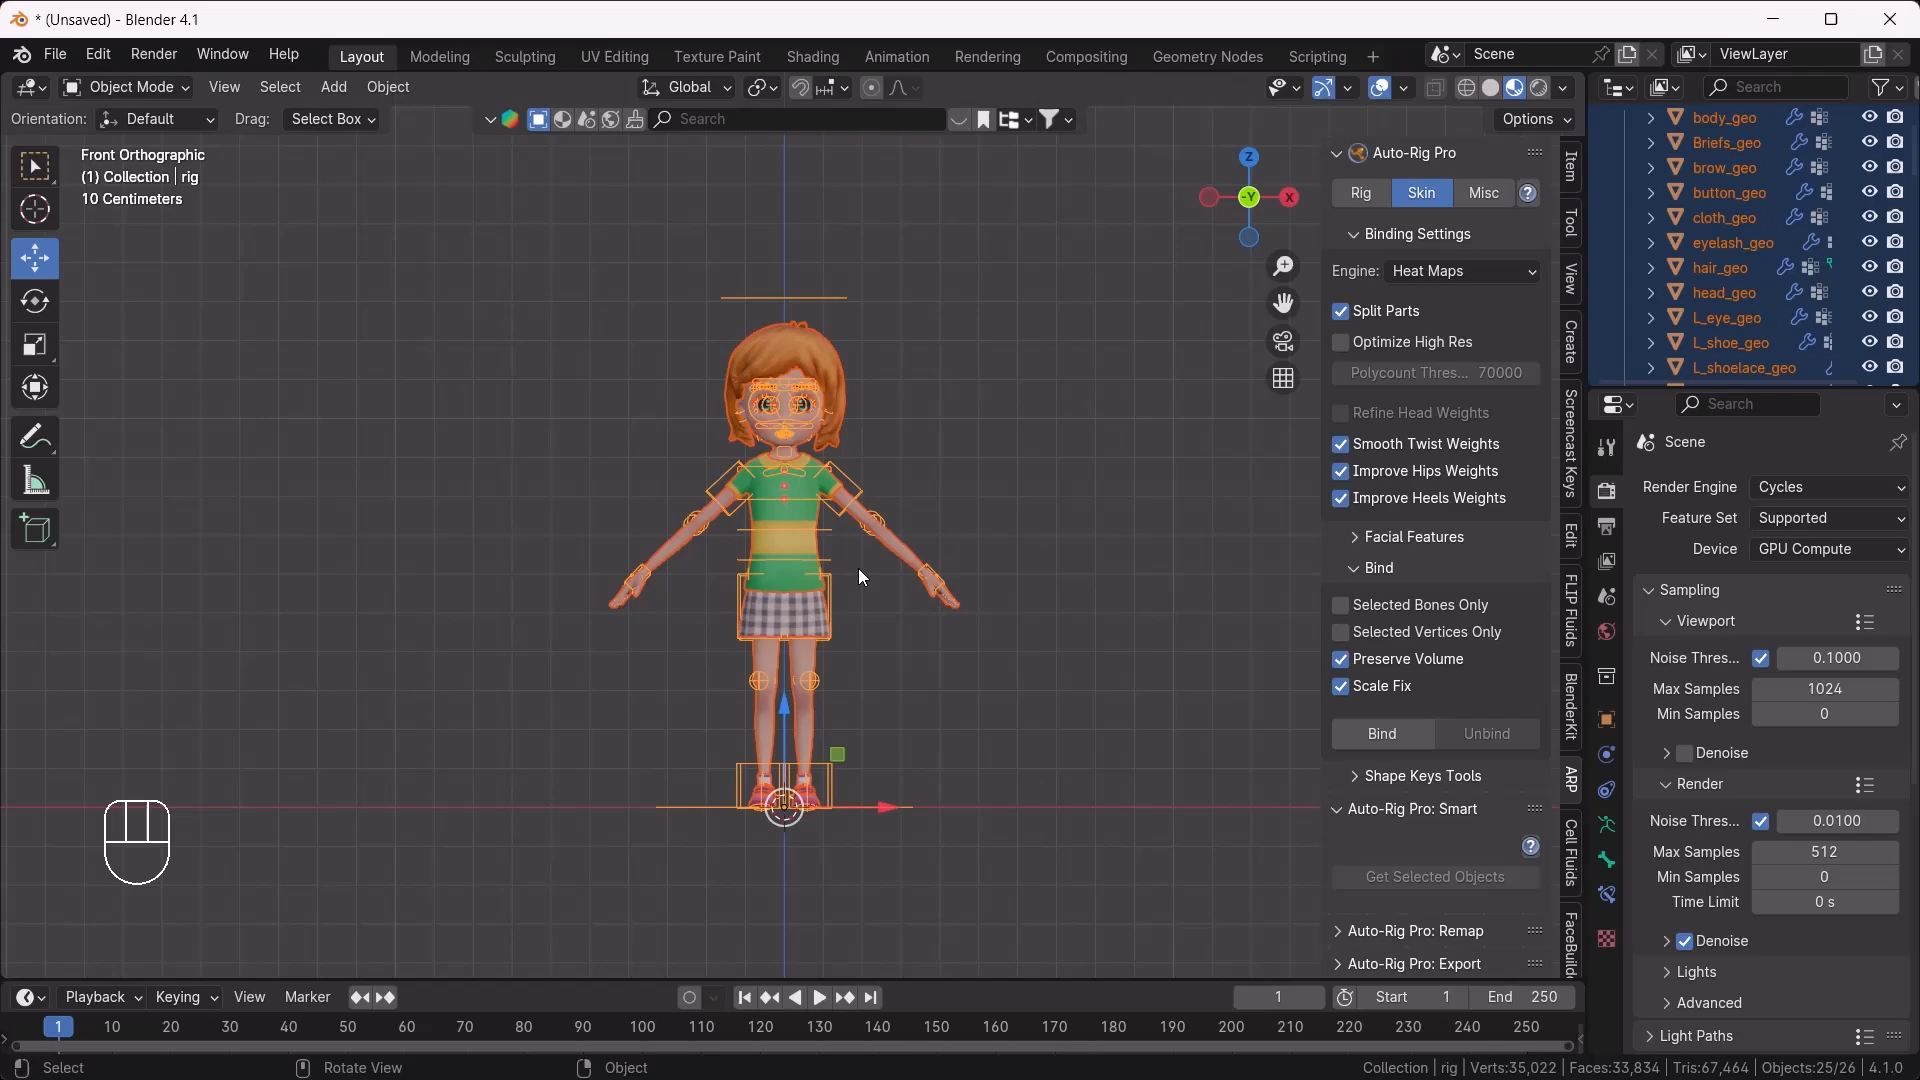 * (Unsaved) - Blender 4.1
File Edit Render Window Help Layout Modeling Sculpting UV Editing Texture Paint Shading Animation Rendering Compositing Geometry Nodes Scripting + Scene ViewLayer
Object Mode View Select Add Object Global Search
Orientation: Default Drag: Select Box Search Options
Front Orthographic
(1) Collection | rig
10 Centimeters
Z
-Y
X
Auto-Rig Pro
Rig Skin Misc ?
Binding Settings
Engine: Heat Maps
Split Parts
Optimize High Res
Polycount Thres... 70000
Refine Head Weights
Smooth Twist Weights
Improve Hips Weights
Improve Heels Weights
Facial Features
Bind
Selected Bones Only
Selected Vertices Only
Preserve Volume
Scale Fix
Bind Unbind
Shape Keys Tools
Auto-Rig Pro: Smart
?
Get Selected Objects
Auto-Rig Pro: Remap
Auto-Rig Pro: Export
Item
Tool
View
Create
Screencast Keys
Edit
FLIP Fluids
BlenderKit
ARP
Cell Fluids
FaceBuild
body_geo
Briefs_geo
brow_geo
button_geo
cloth_geo
eyelash_geo
hair_geo
head_geo
L_eye_geo
L_shoe_geo
L_shoelace_geo
Search
Scene
Render Engine Cycles
Feature Set Supported
Device GPU Compute
Sampling
Viewport
Noise Thres... 0.1000
Max Samples 1024
Min Samples 0
Denoise
Render
Noise Thres... 0.0100
Max Samples 512
Min Samples 0
Time Limit 0 s
Denoise
Lights
Advanced
Light Paths
Playback Keying View Marker 1 Start 1 End 250
1 10 20 30 40 50 60 70 80 90 100 110 120 130 140 150 160 170 180 190 200 210 220 230 240 250
Select Rotate View Object Collection | rig | Verts:35,022 | Faces:33,834 | Tris:67,464 | Objects:25/26 | 4.1.0